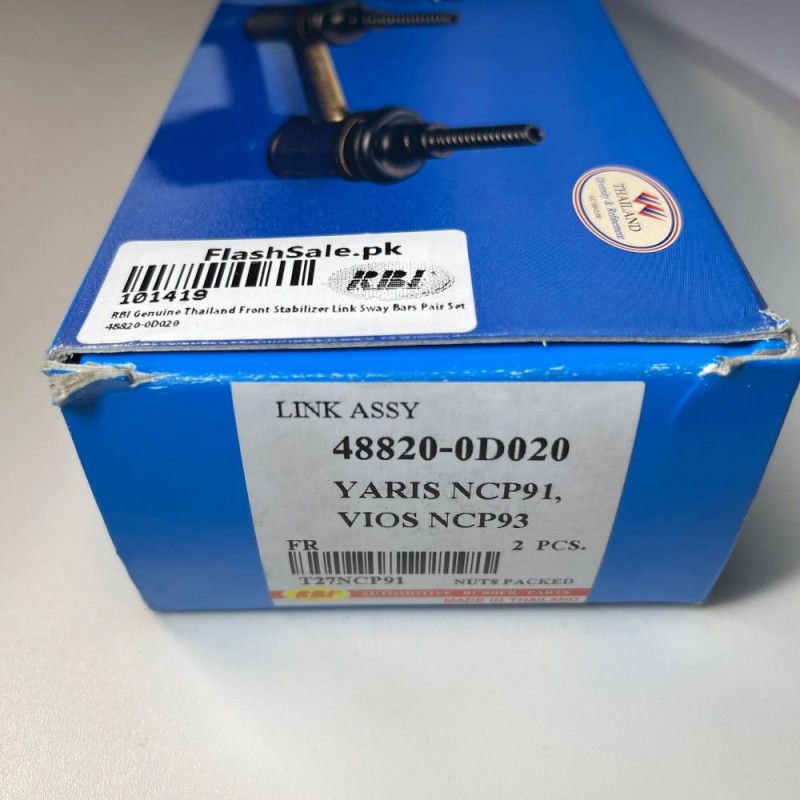 THAILAND
Diversity & Refinement
FlashSale.pk
RBI
101419
RBI Genuine Thailand Front Stabilizer Link Sway Bars Pair Set
48820-0D020
LINK ASSY
48820-0D020
YARIS NCP91,
VIOS NCP93
FR 2 PCS.
T27NCP91 NUTS PACKED
RBI AUTOMOTIVE RUBBER PARTS
MADE IN THAILAND